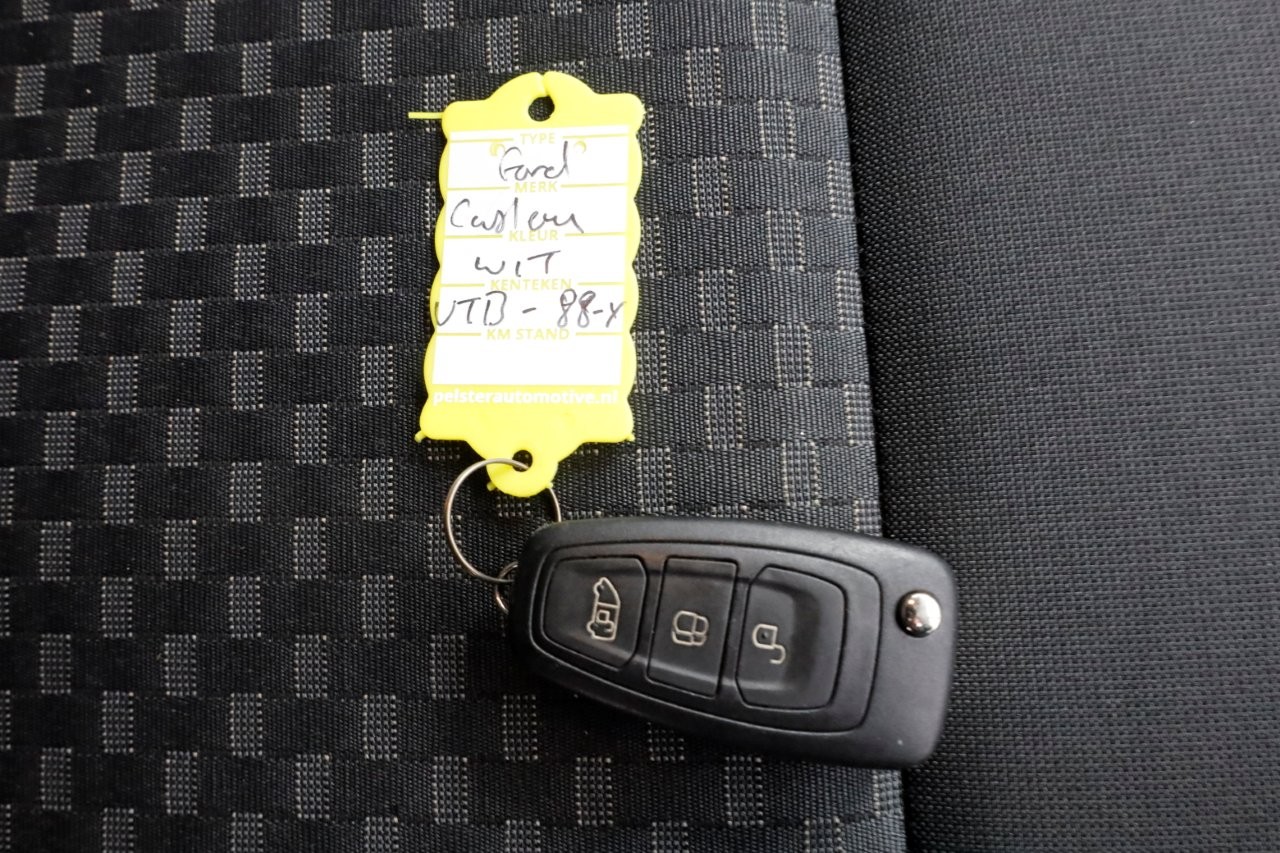 TYPE
Ford
MERK
Custom
KLEUR
WIT
KENTEKEN
VTB - 88-X
KM STAND
pelsterautomotive.nl